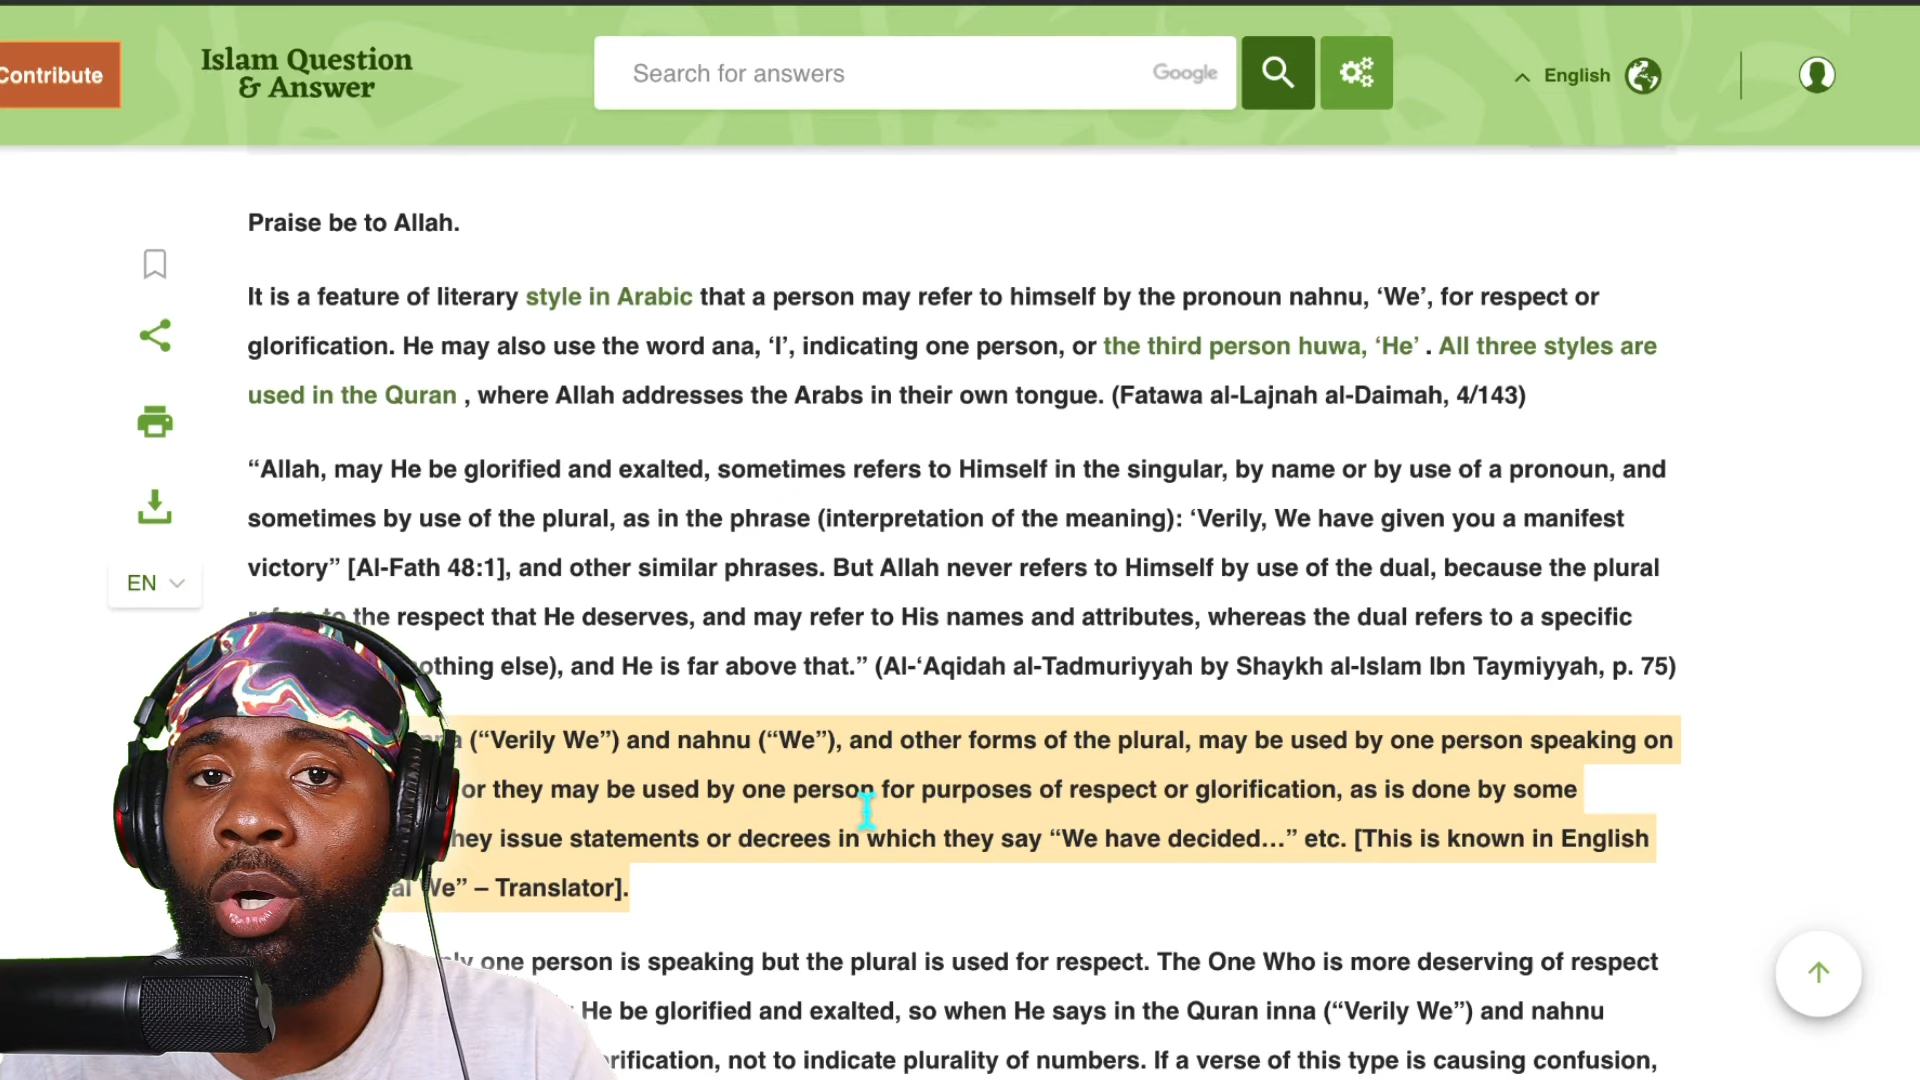 Contribute
Islam Question
& Answer
Search for answers
Google
English
Praise be to Allah.
It is a feature of literary style in Arabic that a person may refer to himself by the pronoun nahnu, ‘We’, for respect or
glorification. He may also use the word ana, ‘I’, indicating one person, or the third person huwa, ‘He’ . All three styles are
used in the Quran , where Allah addresses the Arabs in their own tongue. (Fatawa al-Lajnah al-Daimah, 4/143)
“Allah, may He be glorified and exalted, sometimes refers to Himself in the singular, by name or by use of a pronoun, and
sometimes by use of the plural, as in the phrase (interpretation of the meaning): ‘Verily, We have given you a manifest
victory” [Al-Fath 48:1], and other similar phrases. But Allah never refers to Himself by use of the dual, because the plural
EN
refers to the respect that He deserves, and may refer to His names and attributes, whereas the dual refers to a specific
nothing else), and He is far above that.” (Al-‘Aqidah al-Tadmuriyyah by Shaykh al-Islam Ibn Taymiyyah, p. 75)
inna (“Verily We”) and nahnu (“We”), and other forms of the plural, may be used by one person speaking on
or they may be used by one person for purposes of respect or glorification, as is done by some
they issue statements or decrees in which they say “We have decided…” etc. [This is known in English
We” – Translator].
one person is speaking but the plural is used for respect. The One Who is more deserving of respect
He be glorified and exalted, so when He says in the Quran inna (“Verily We”) and nahnu
not to indicate plurality of numbers. If a verse of this type is causing confusion,